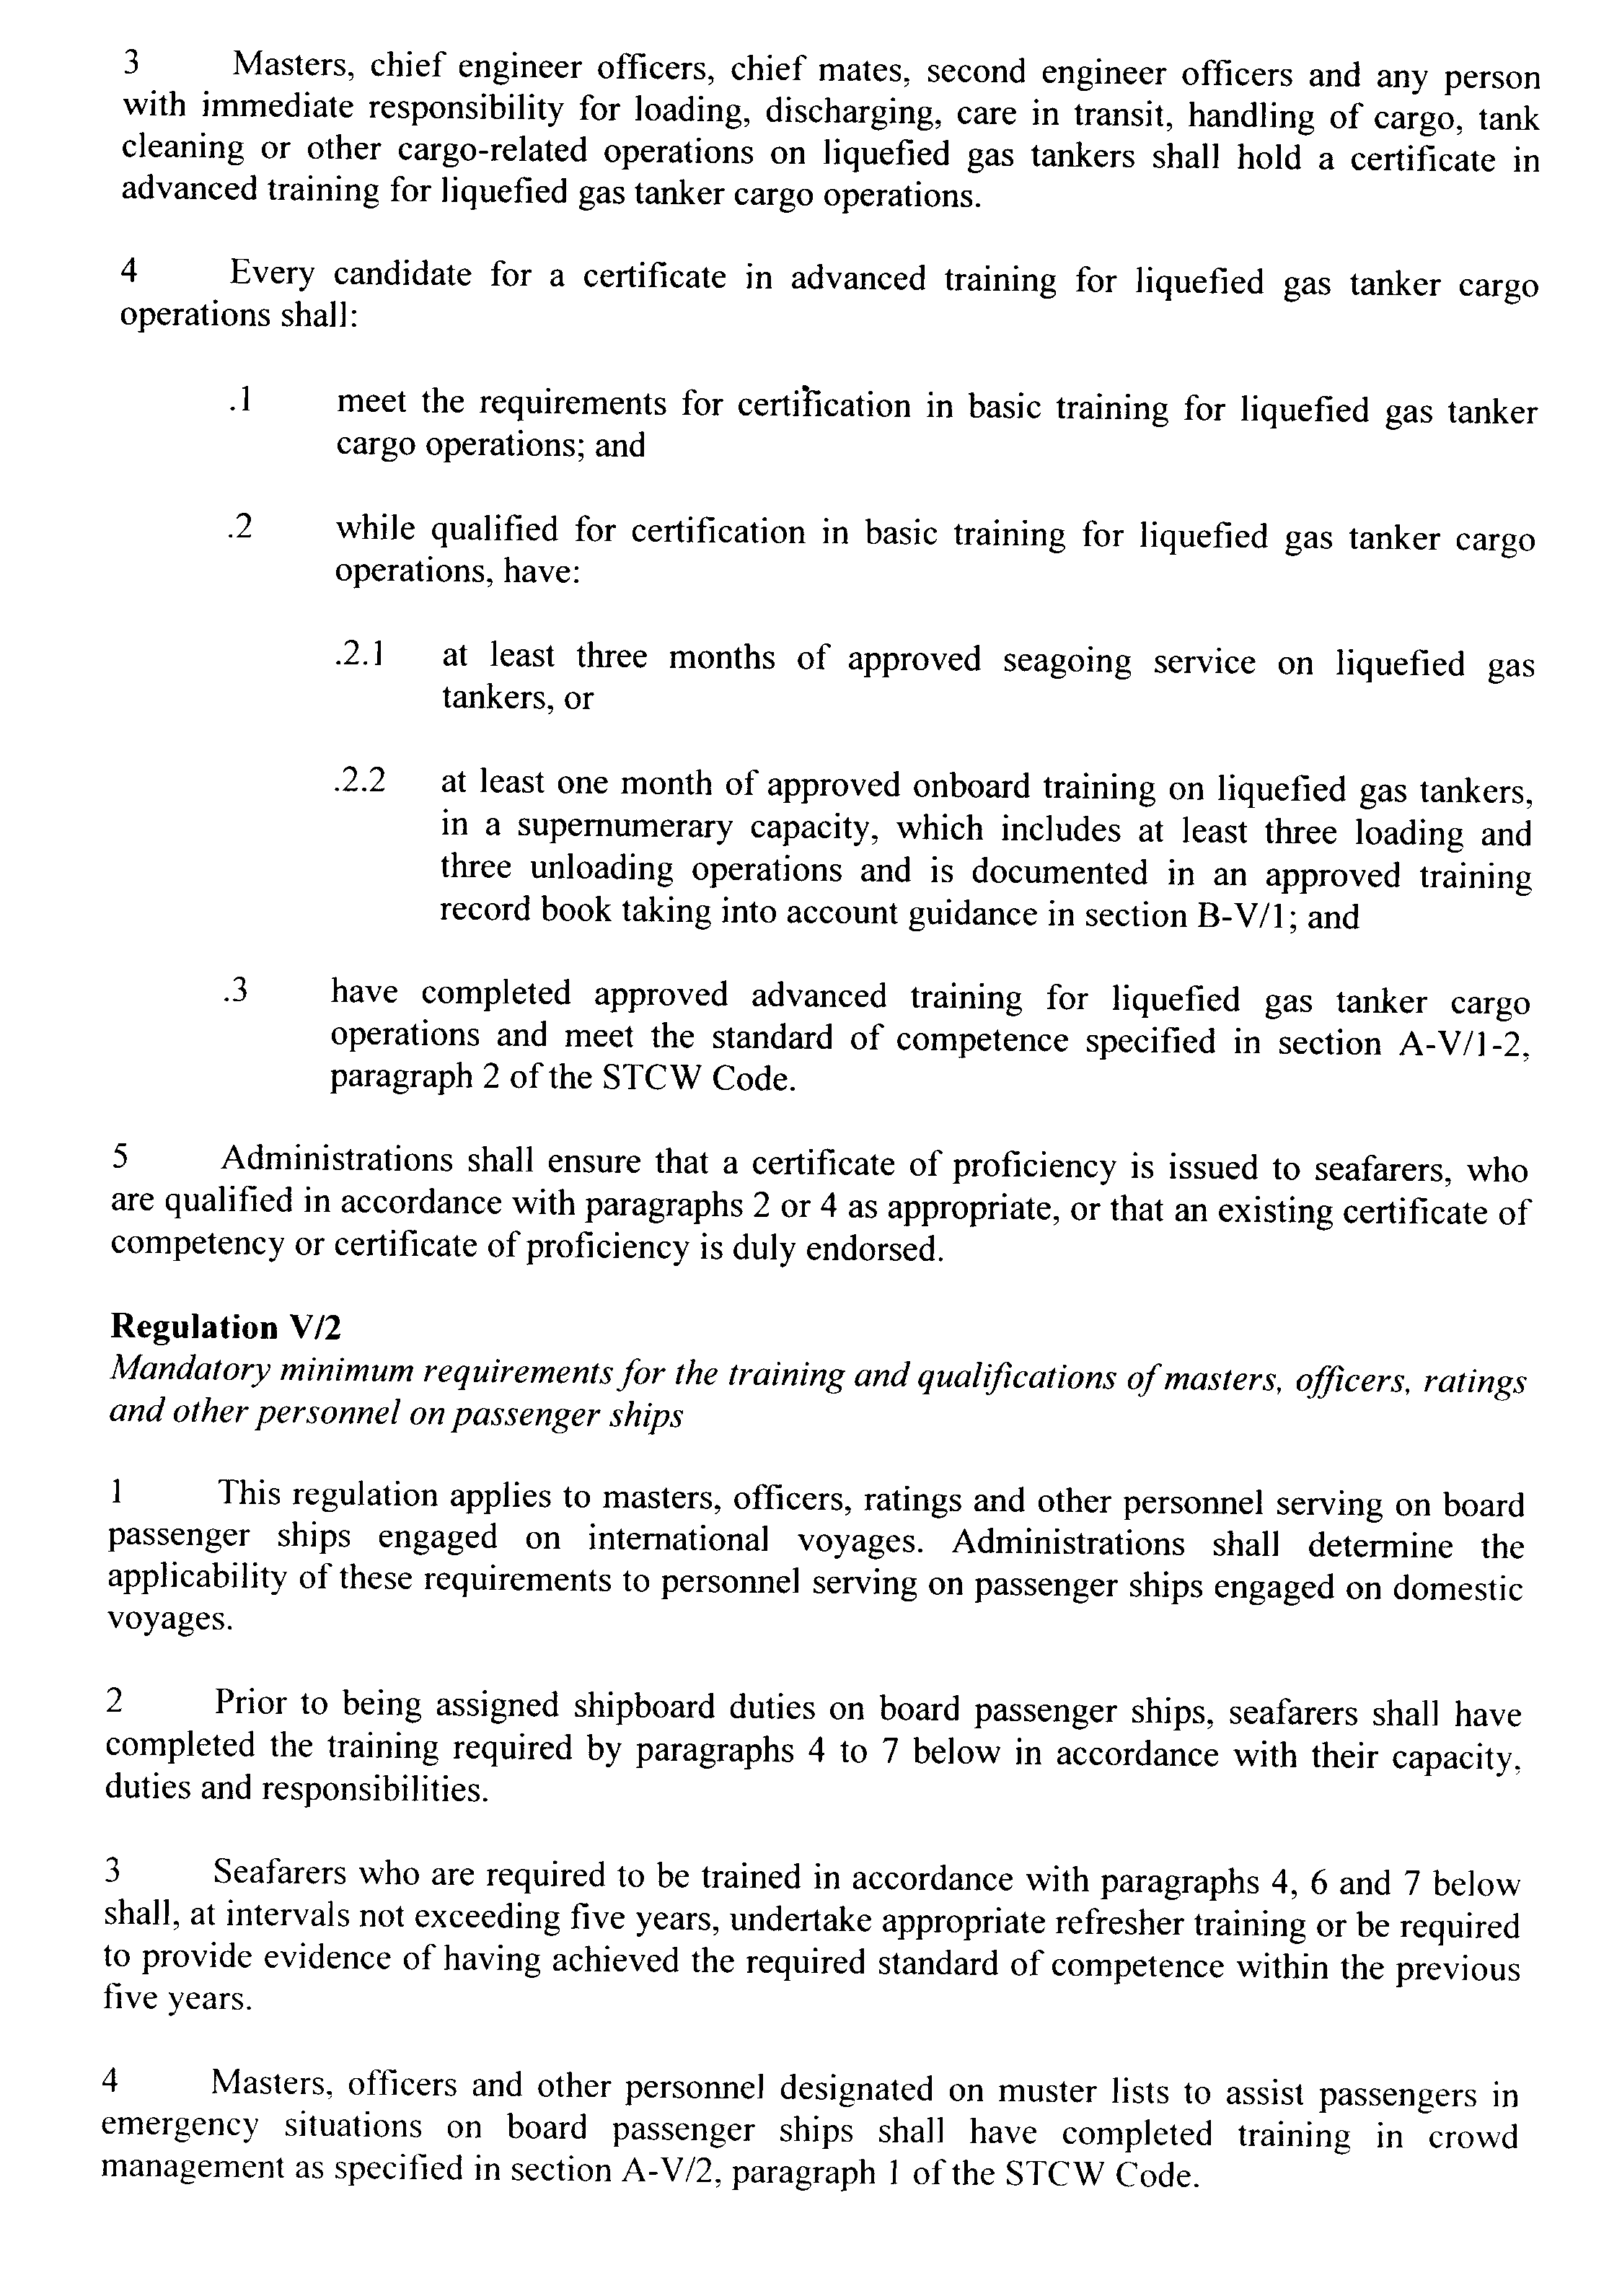 3 Masters, chief engineer officers, chief mates, second engineer officers and any person
with immediate responsibility for loading, discharging, care in transit, handling of cargo, tank
cleaning or other cargo-related operations on liquefied gas tankers shall hold a certificate in
advanced training for liquefied gas tanker cargo operations.
4 Every candidate for a certificate in advanced training for liquefied gas tanker cargo
operations shall:
.1 meet the requirements for certification in basic training for liquefied gas tanker
cargo operations; and
.2 while qualified for certification in basic training for liquefied gas tanker cargo
operations, have:
.2.1 at least three months of approved seagoing service on liquefied gas
tankers, or
.2.2 at least one month of approved onboard training on liquefied gas tankers,
in a supernumerary capacity, which includes at least three loading and
three unloading operations and is documented in an approved training
record book taking into account guidance in section B-V/1; and
.3 have completed approved advanced training for liquefied gas tanker cargo
operations and meet the standard of competence specified in section A-V/1-2,
paragraph 2 of the STCW Code.
5 Administrations shall ensure that a certificate of proficiency is issued to seafarers, who
are qualified in accordance with paragraphs 2 or 4 as appropriate, or that an existing certificate of
competency or certificate of proficiency is duly endorsed.
Regulation V/2
Mandatory minimum requirements for the training and qualifications of masters, officers, ratings
and other personnel on passenger ships
1 This regulation applies to masters, officers, ratings and other personnel serving on board
passenger ships engaged on international voyages. Administrations shall determine the
applicability of these requirements to personnel serving on passenger ships engaged on domestic
voyages.
2 Prior to being assigned shipboard duties on board passenger ships, seafarers shall have
completed the training required by paragraphs 4 to 7 below in accordance with their capacity,
duties and responsibilities.
3 Seafarers who are required to be trained in accordance with paragraphs 4, 6 and 7 below
shall, at intervals not exceeding five years, undertake appropriate refresher training or be required
to provide evidence of having achieved the required standard of competence within the previous
five years.
4 Masters, officers and other personnel designated on muster lists to assist passengers in
emergency situations on board passenger ships shall have completed training in crowd
management as specified in section A-V/2, paragraph 1 of the STCW Code.